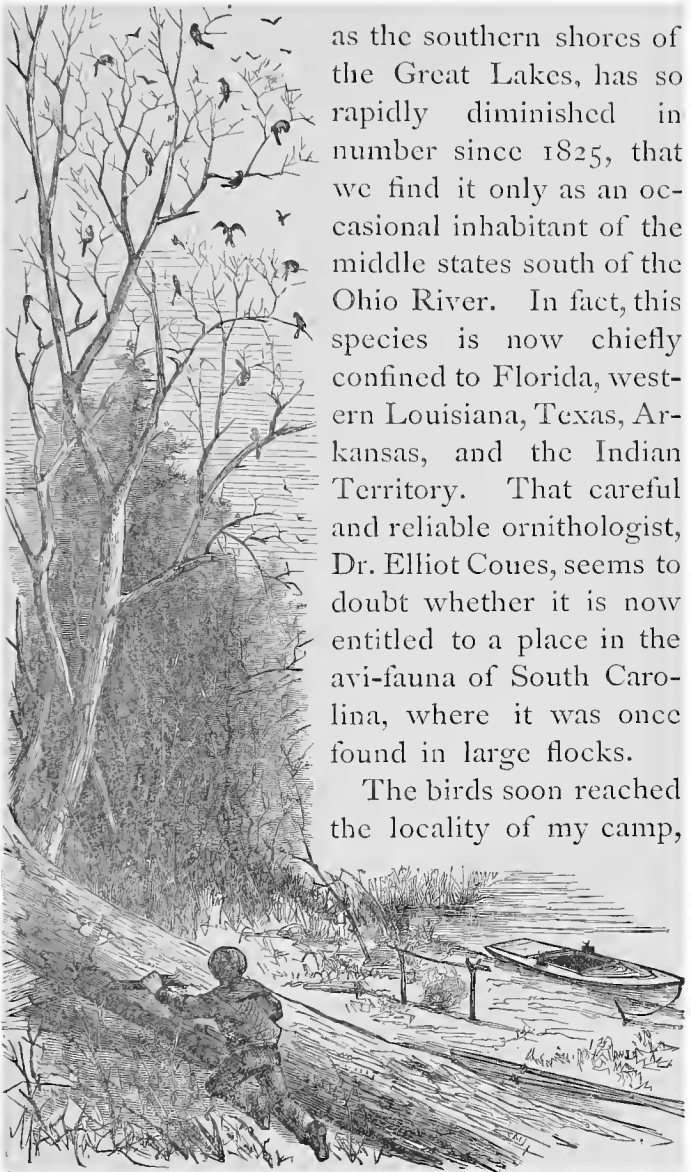 as the southern shores of
the Great Lakes, has so
rapidly diminished in
number since 1825, that
we find it only as an oc-
casional inhabitant of the
middle states south of the
Ohio River. In fact, this
species is now chiefly
confined to Florida, west-
ern Louisiana, Texas, Ar-
kansas, and the Indian
Territory. That careful
and reliable ornithologist,
Dr. Elliot Coues, seems to
doubt whether it is now
entitled to a place in the
avi-fauna of South Caro-
lina, where it was once
found in large flocks.
The birds soon reached
the locality of my camp,